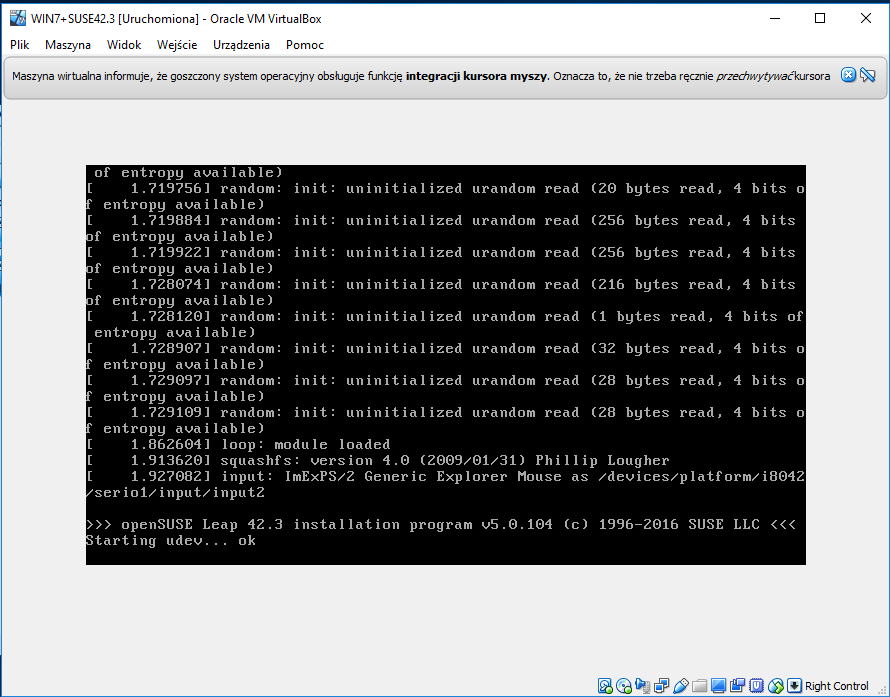 WIN7+SUSE42.3 [Uruchomiona] - Oracle VM VirtualBox
Plik Maszyna Widok Wejście Urządzenia Pomoc
Maszyna wirtualna informuje, że goszczony system operacyjny obsługuje funkcję integracji kursora myszy. Oznacza to, że nie trzeba ręcznie przechwytywać kursora
 of entropy available)
[    1.719756] random: init: uninitialized urandom read (20 bytes read, 4 bits o
f entropy available)
[    1.719884] random: init: uninitialized urandom read (256 bytes read, 4 bits
of entropy available)
[    1.719922] random: init: uninitialized urandom read (256 bytes read, 4 bits
of entropy available)
[    1.728074] random: init: uninitialized urandom read (216 bytes read, 4 bits
of entropy available)
[    1.728120] random: init: uninitialized urandom read (1 bytes read, 4 bits of
 entropy available)
[    1.728907] random: init: uninitialized urandom read (32 bytes read, 4 bits o
f entropy available)
[    1.729097] random: init: uninitialized urandom read (28 bytes read, 4 bits o
f entropy available)
[    1.729109] random: init: uninitialized urandom read (28 bytes read, 4 bits o
f entropy available)
[    1.862604] loop: module loaded
[    1.913620] squashfs: version 4.0 (2009/01/31) Phillip Lougher
[    1.927082] input: ImExPS/2 Generic Explorer Mouse as /devices/platform/i8042
/serio1/input/input2
>>> openSUSE Leap 42.3 installation program v5.0.104 (c) 1996-2016 SUSE LLC <<<
Starting udev... ok
Right Control